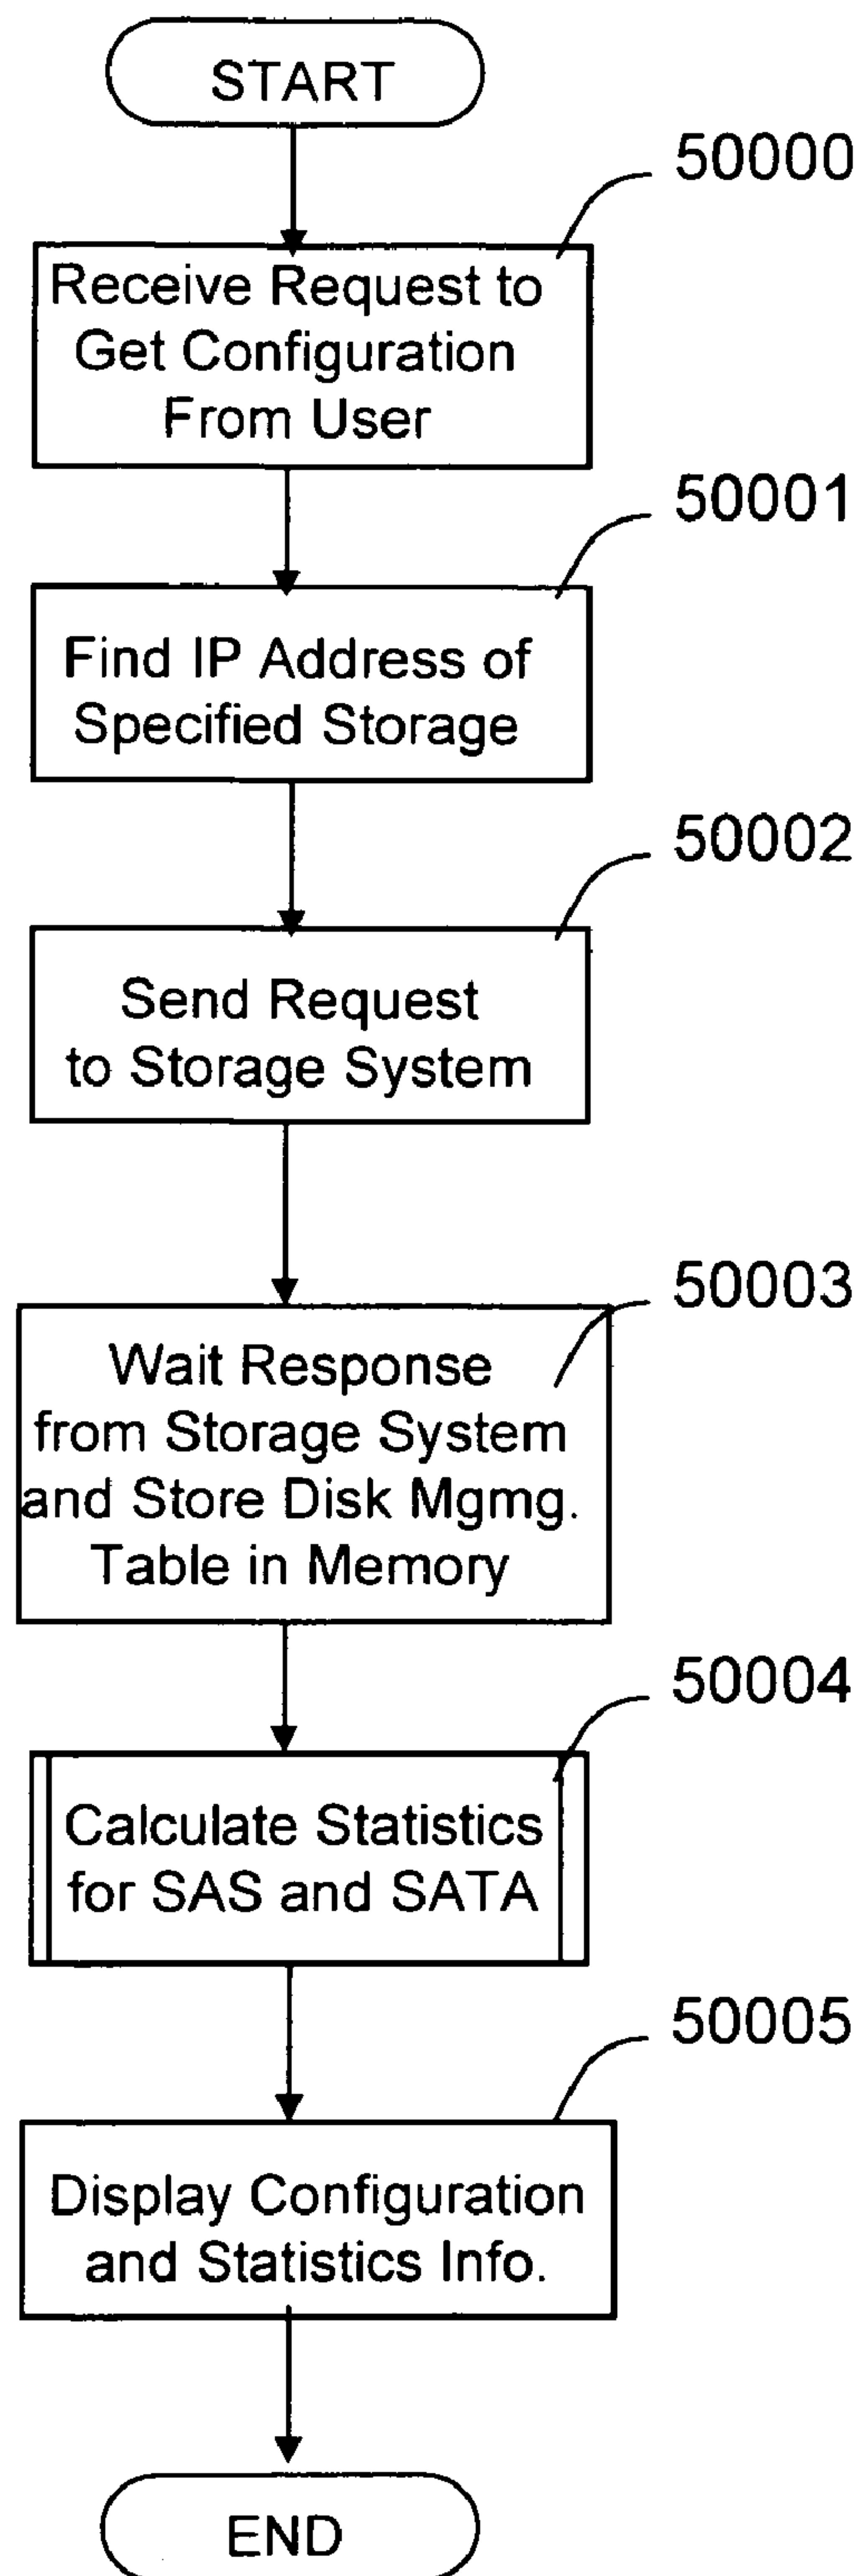 START
50000
Receive Request to
Get Configuration
From User
50001
Find IP Address of
Specified Storage
50002
Send Request
to Storage System
50003
Wait Response
from Storage System
and Store Disk Mgmg.
Table in Memory
50004
Calculate Statistics
for SAS and SATA
50005
Display Configuration
and Statistics Info.
END